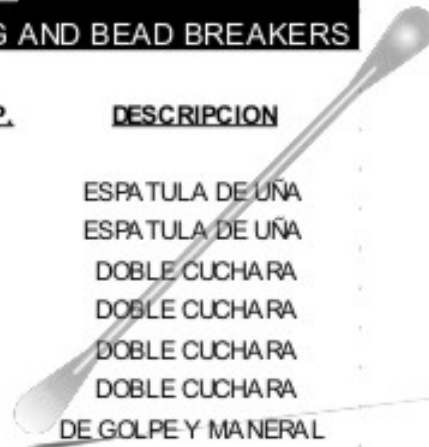 G AND BEAD BREAKERS
P. DESCRIPCION
ESPATULA DE UÑA
ESPATULA DE UÑA
DOBLE CUCHARA
DOBLE CUCHARA
DOBLE CUCHARA
DOBLE CUCHARA
DE GOLPE Y MANERAL